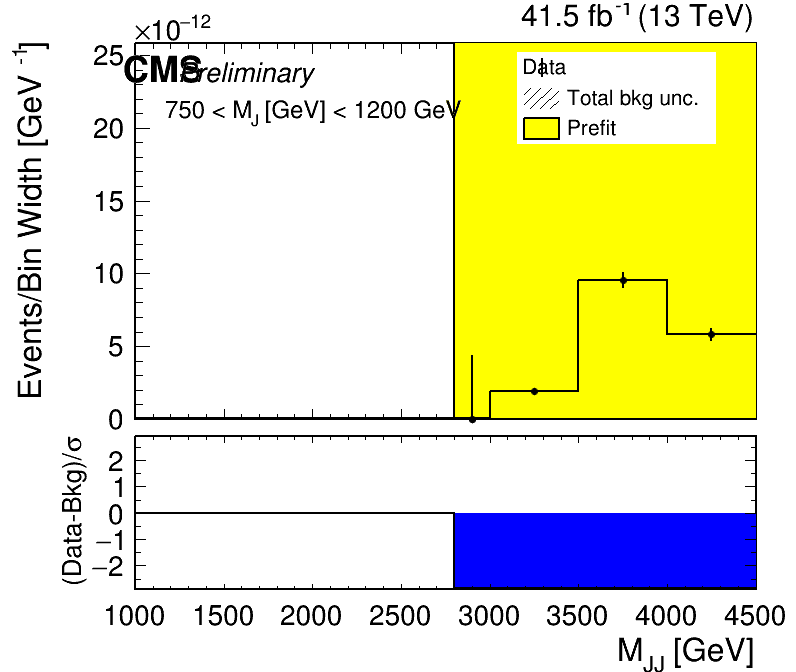 41.5 fb⁻¹ (13 TeV)
×10⁻¹²
CMS Preliminary
750 < M_J [GeV] < 1200 GeV
Data
Total bkg unc.
Prefit
Events/Bin Width [GeV⁻¹]
25
20
15
10
5
0
(Data-Bkg)/σ
2
1
0
−1
−2
1000 1500 2000 2500 3000 3500 4000 4500
M_JJ [GeV]